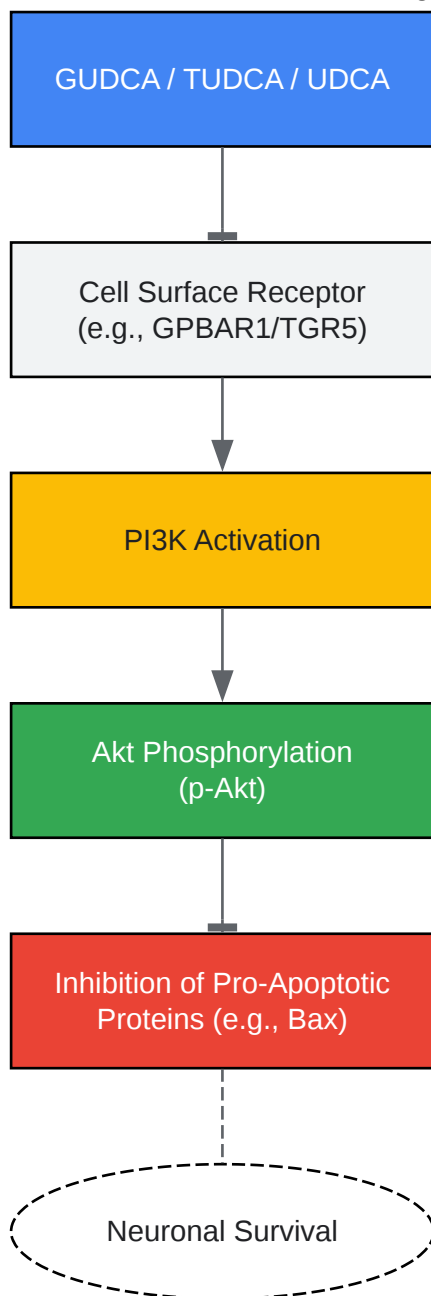 GUDCA / TUDCA / UDCA
Cell Surface Receptor
(e.g., GPBAR1/TGR5)
PI3K Activation
Akt Phosphorylation
(p-Akt)
Inhibition of Pro-Apoptotic
Proteins (e.g., Bax)
Neuronal Survival